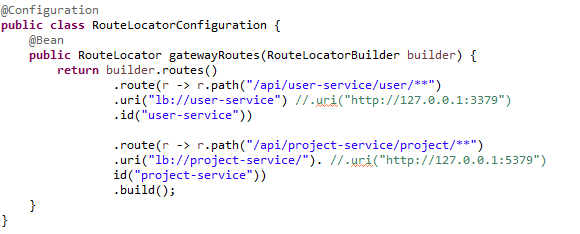 @Configuration
public class RouteLocatorConfiguration {
    @Bean
    public RouteLocator gatewayRoutes(RouteLocatorBuilder builder) {
        return builder.routes()
                .route(r -> r.path("/api/user-service/user/**")
                .uri("lb://user-service") //.uri("http://127.0.0.1:3379")
                .id("user-service"))

                .route(r -> r.path("/api/project-service/project/**")
                .uri("lb://project-service/"). //.uri("http://127.0.0.1:5379")
                id("project-service"))
                .build();
    }
}